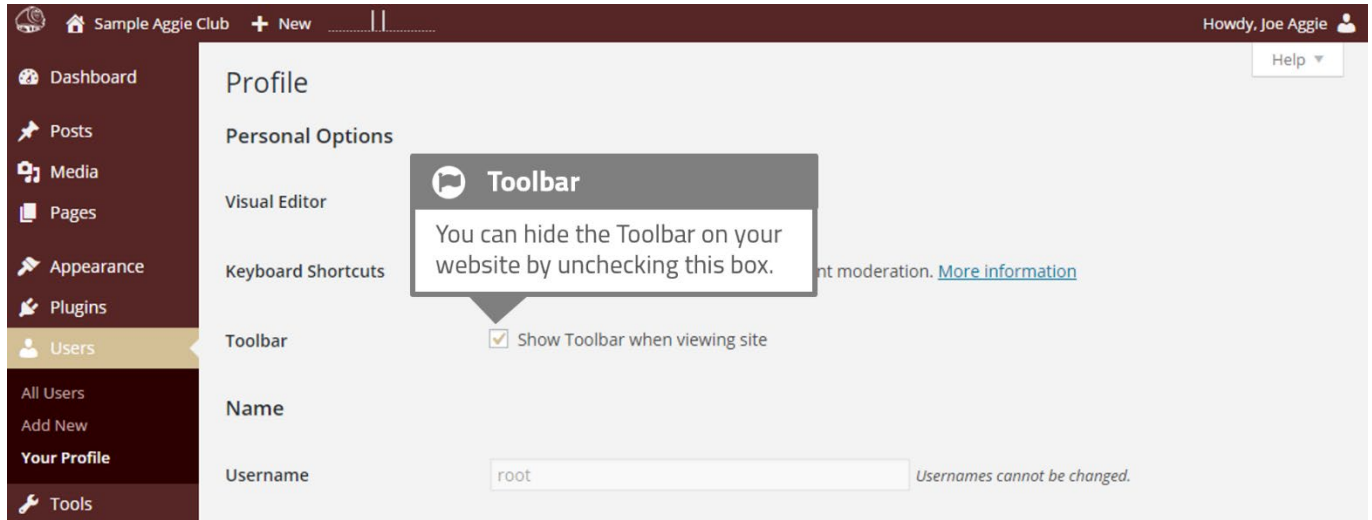 Sample Aggie Club + New Howdy, Joe Aggie
Help ▼
Dashboard
Posts
Media
Pages
Appearance
Plugins
Users
All Users
Add New
Your Profile
Tools
Profile
Personal Options
Visual Editor
Toolbar
You can hide the Toolbar on your
website by unchecking this box.
Keyboard Shortcuts nt moderation. More information
Toolbar Show Toolbar when viewing site
Name
Username root Usernames cannot be changed.